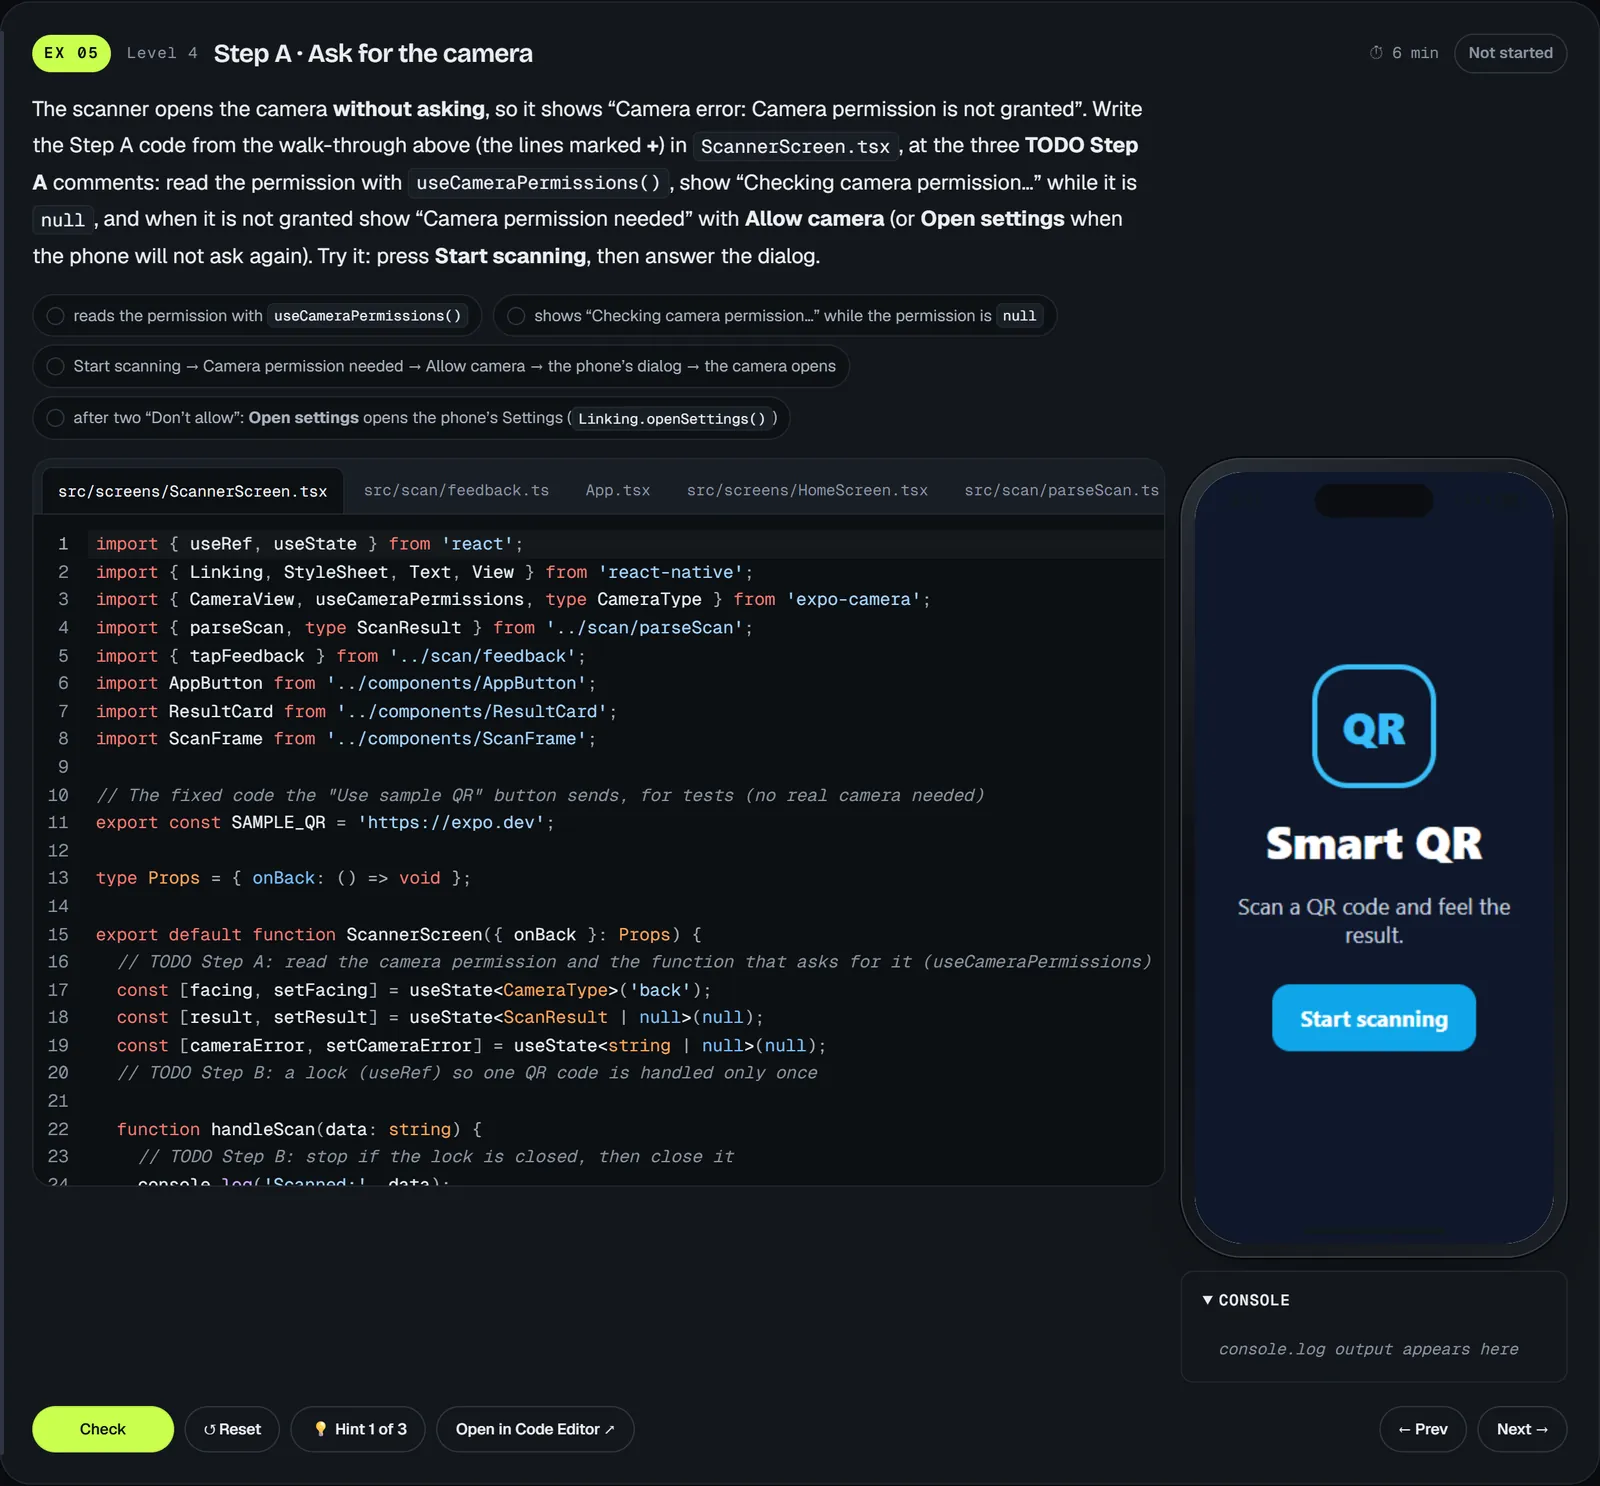 EX 05 Level 4 Step A · Ask for the camera 6 min Not started
The scanner opens the camera without asking, so it shows “Camera error: Camera permission is not granted”. Write
the Step A code from the walk-through above (the lines marked +) in ScannerScreen.tsx, at the three TODO Step
A comments: read the permission with useCameraPermissions(), show “Checking camera permission…” while it is
null, and when it is not granted show “Camera permission needed” with Allow camera (or Open settings when
the phone will not ask again). Try it: press Start scanning, then answer the dialog.
reads the permission with useCameraPermissions() shows “Checking camera permission…” while the permission is null
Start scanning → Camera permission needed → Allow camera → the phone’s dialog → the camera opens
after two “Don’t allow”: Open settings opens the phone’s Settings (Linking.openSettings())
src/screens/ScannerScreen.tsx src/scan/feedback.ts App.tsx src/screens/HomeScreen.tsx src/scan/parseScan.ts
1 import { useRef, useState } from 'react';
2 import { Linking, StyleSheet, Text, View } from 'react-native';
3 import { CameraView, useCameraPermissions, type CameraType } from 'expo-camera';
4 import { parseScan, type ScanResult } from '../scan/parseScan';
5 import { tapFeedback } from '../scan/feedback';
6 import AppButton from '../components/AppButton';
7 import ResultCard from '../components/ResultCard';
8 import ScanFrame from '../components/ScanFrame';
9
10 // The fixed code the "Use sample QR" button sends, for tests (no real camera needed)
11 export const SAMPLE_QR = 'https://expo.dev';
12
13 type Props = { onBack: () => void };
14
15 export default function ScannerScreen({ onBack }: Props) {
16 // TODO Step A: read the camera permission and the function that asks for it (useCameraPermissions)
17 const [facing, setFacing] = useState<CameraType>('back');
18 const [result, setResult] = useState<ScanResult | null>(null);
19 const [cameraError, setCameraError] = useState<string | null>(null);
20 // TODO Step B: a lock (useRef) so one QR code is handled only once
21
22 function handleScan(data: string) {
23 // TODO Step B: stop if the lock is closed, then close it
24 console.log('Scanned:', data);
QR
Smart QR
Scan a QR code and feel the
result.
Start scanning
▼ CONSOLE
console.log output appears here
Check ↺ Reset 💡 Hint 1 of 3 Open in Code Editor ↗ ← Prev Next →